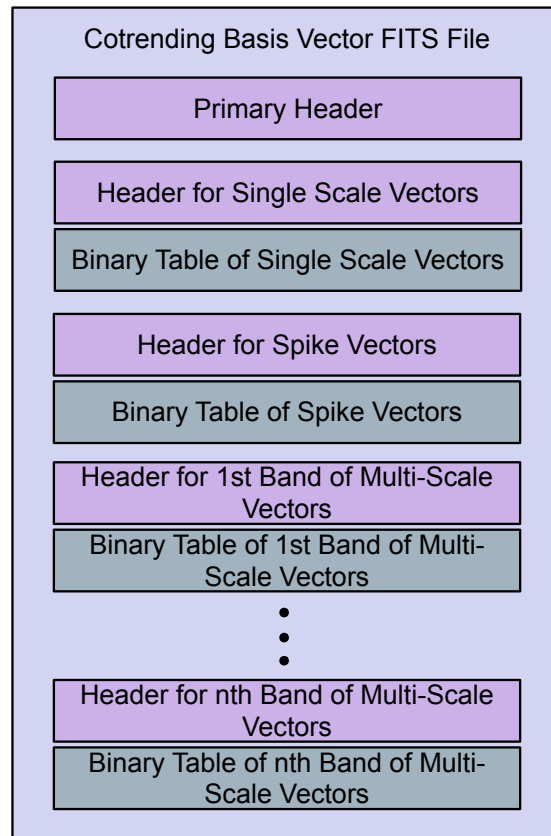 Cotrending Basis Vector FITS File
Primary Header
Header for Single Scale Vectors
Binary Table of Single Scale Vectors
Header for Spike Vectors
Binary Table of Spike Vectors
Header for 1st Band of Multi-Scale
Vectors
Binary Table of 1st Band of Multi-
Scale Vectors
Header for nth Band of Multi-Scale
Vectors
Binary Table of nth Band of Multi-
Scale Vectors